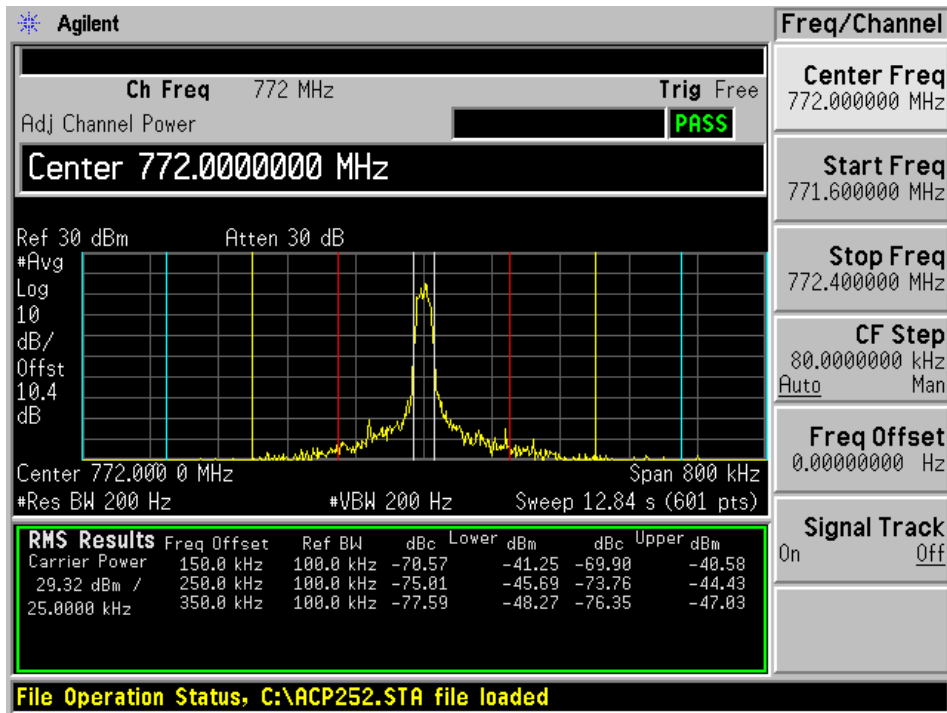 Agilent
Freq/Channel
Ch Freq 772 MHz Trig Free
Adj Channel Power PASS
Center 772.0000000 MHz
Ref 30 dBm Atten 30 dB
#Avg
Log
10
dB/
Offst
10.4
dB
Center 772.000 0 MHz Span 800 kHz
#Res BW 200 Hz #VBW 200 Hz Sweep 12.84 s (601 pts)
RMS Results Freq Offset Ref BW dBc Lower dBm dBc Upper dBm
Carrier Power 150.0 kHz 100.0 kHz -70.57 -41.25 -69.90 -40.58
29.32 dBm / 250.0 kHz 100.0 kHz -75.01 -45.69 -73.76 -44.43
25.0000 kHz 350.0 kHz 100.0 kHz -77.59 -48.27 -76.35 -47.03
File Operation Status, C:\ACP252.STA file loaded
Center Freq
772.000000 MHz
Start Freq
771.600000 MHz
Stop Freq
772.400000 MHz
CF Step
80.0000000 kHz
Auto Man
Freq Offset
0.00000000 Hz
Signal Track
On Off